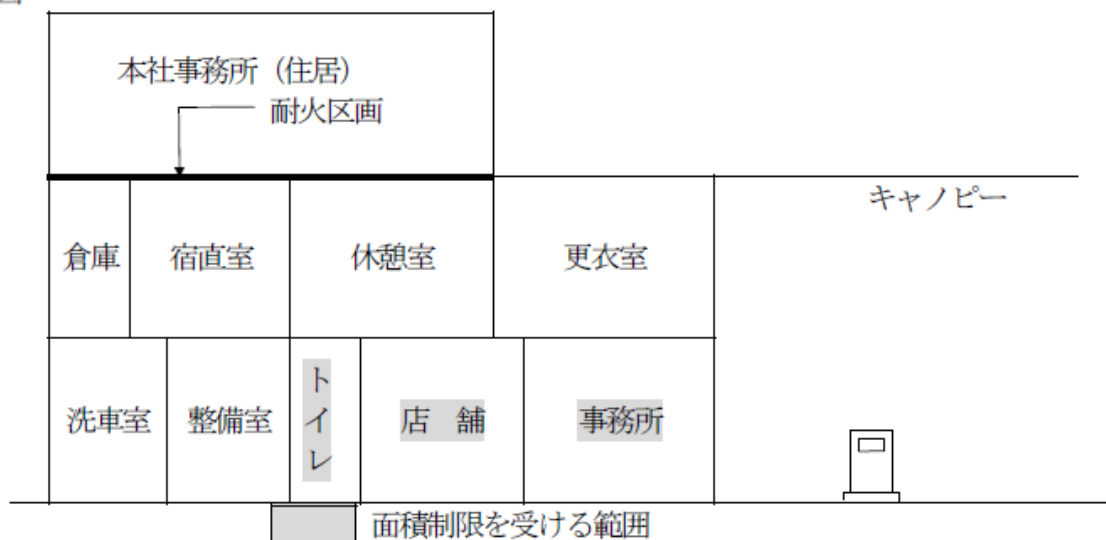 本社事務所（住居）
耐火区画
キャノピー
倉庫 宿直室 休憩室 更衣室
洗車室 整備室 トイレ 店 舗 事務所
面積制限を受ける範囲